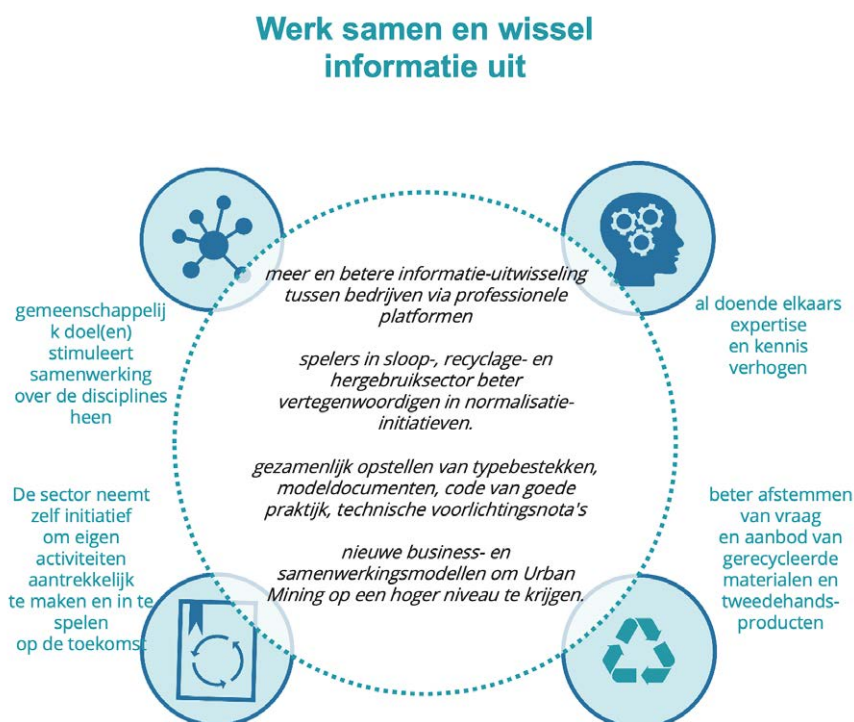 Werk samen en wissel
informatie uit
meer en betere informatie-uitwisseling
tussen bedrijven via professionele
platformen
spelers in sloop-, recyclage- en
hergebruiksector beter
vertegenwoordigen in normalisatie-
initiatieven.
gezamenlijk opstellen van typebestekken,
modeldocumenten, code van goede
praktijk, technische voorlichtingsnota's
nieuwe business- en
samenwerkingsmodellen om Urban
Mining op een hoger niveau te krijgen.
gemeenschappelij
k doel(en)
stimuleert
samenwerking
over de disciplines
heen
al doende elkaars
expertise
en kennis
verhogen
De sector neemt
zelf initiatief
om eigen
activiteiten
aantrekkelijk
te maken en in te
spelen
op de toekomst
beter afstemmen
van vraag
en aanbod van
gerecycleerde
materialen en
tweedehands-
producten